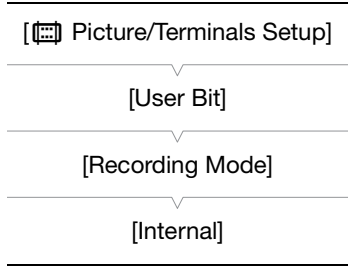 [ Picture/Terminals Setup]
[User Bit]
[Recording Mode]
[Internal]